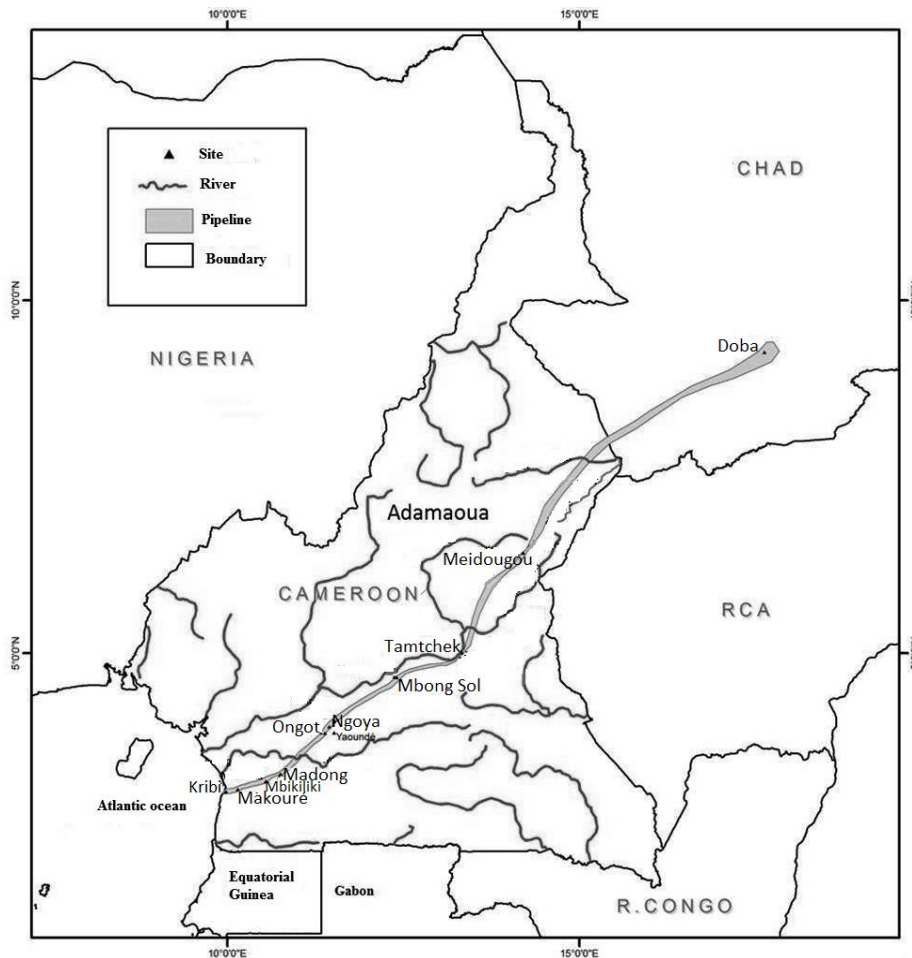 10°0'0"E
15°0'0"E
Site
River
Pipeline
Boundary
CHAD
10°0'0"N
NIGERIA
Doba
Adamaoua
Meidougou
CAMEROON
RCA
Tamtchek
5°0'0"N
Mbong Sol
Ongot
Ngoya
Yaoundé
Madong
Kribi
Mbikijiki
Makouré
Atlantic ocean
Equatorial
Guinea
Gabon
R.CONGO
10°0'0"E
15°0'0"E